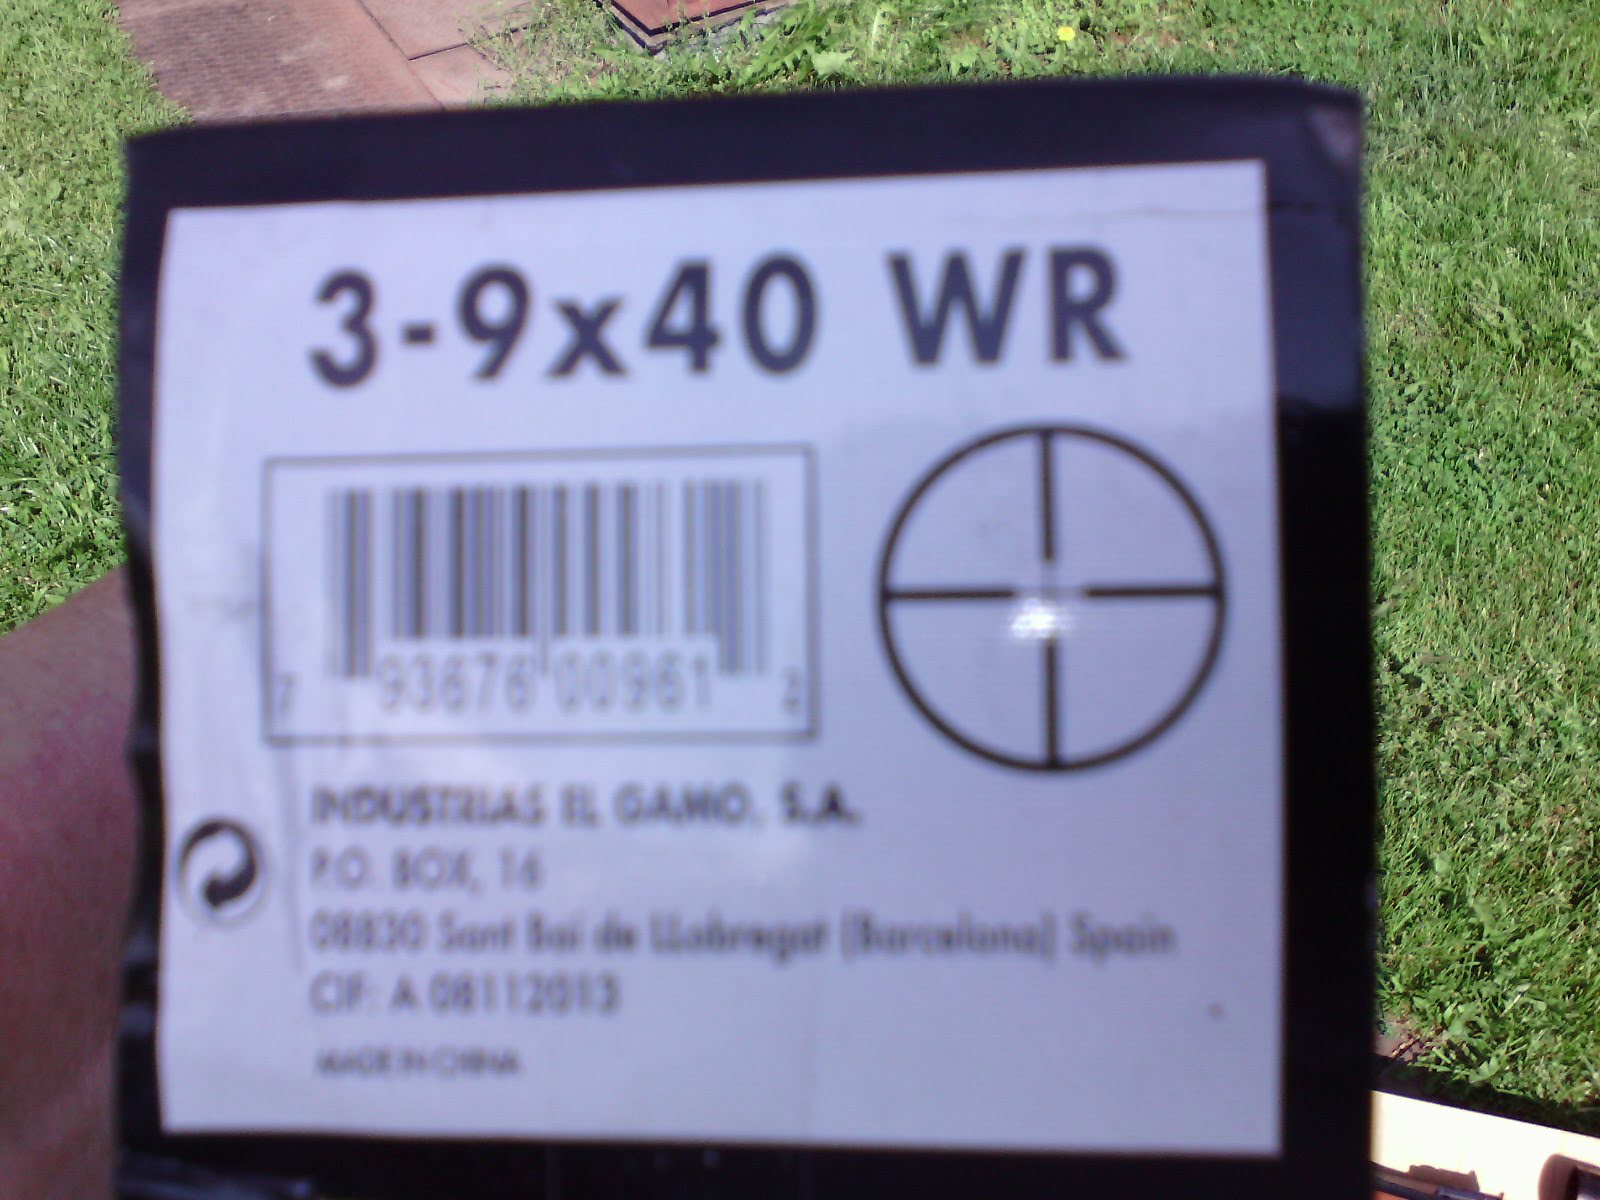 3-9x40 WR
7 93676 00961 2
INDUSTRIAS EL GAMO, S.A.
P.O. BOX, 16
08830 Sant Boi de LLobregat (Barcelona) Spain
CIF: A 08112013
MADE IN CHINA